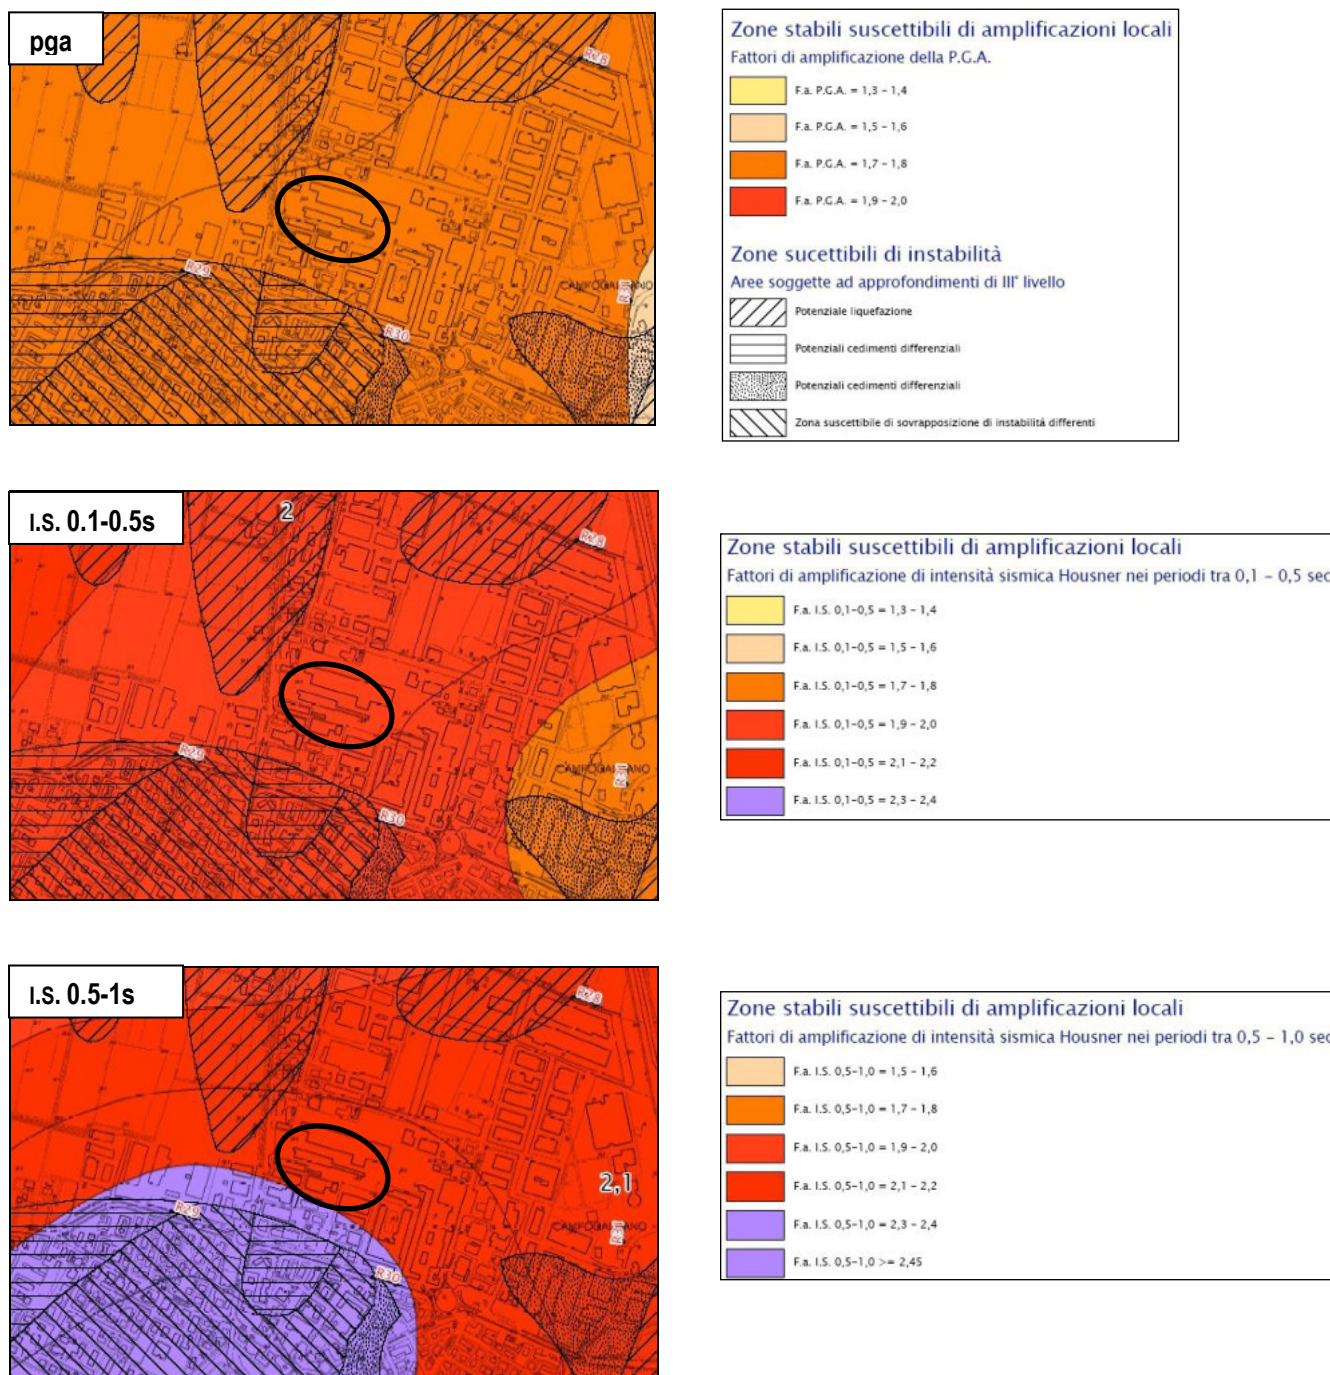 pga
R28
R29
R30
R31
Zone stabili suscettibili di amplificazioni locali
Fattori di amplificazione della P.G.A.
F.a. P.G.A. = 1,3 - 1,4
F.a. P.G.A. = 1,5 - 1,6
F.a. P.G.A. = 1,7 - 1,8
F.a. P.G.A. = 1,9 - 2,0
Zone sucettibili di instabilità
Aree soggette ad approfondimenti di III° livello
Potenziale liquefazione
Potenziali cedimenti differenziali
Potenziali cedimenti differenziali
Zona suscettibile di sovrapposizione di instabilità differenti
I.S. 0.1-0.5s
2
R28
R29
CAMPOGALLIANO
R31
R30
Zone stabili suscettibili di amplificazioni locali
Fattori di amplificazione di intensità sismica Housner nei periodi tra 0,1 - 0,5 sec
F.a. I.S. 0,1-0,5 = 1,3 - 1,4
F.a. I.S. 0,1-0,5 = 1,5 - 1,6
F.a. I.S. 0,1-0,5 = 1,7 - 1,8
F.a. I.S. 0,1-0,5 = 1,9 - 2,0
F.a. I.S. 0,1-0,5 = 2,1 - 2,2
F.a. I.S. 0,1-0,5 = 2,3 - 2,4
I.S. 0.5-1s
R28
2,1
R29
R31
R30
Zone stabili suscettibili di amplificazioni locali
Fattori di amplificazione di intensità sismica Housner nei periodi tra 0,5 - 1,0 sec
F.a. I.S. 0,5-1,0 = 1,5 - 1,6
F.a. I.S. 0,5-1,0 = 1,7 - 1,8
F.a. I.S. 0,5-1,0 = 1,9 - 2,0
F.a. I.S. 0,5-1,0 = 2,1 - 2,2
F.a. I.S. 0,5-1,0 = 2,3 - 2,4
F.a. I.S. 0,5-1,0 >= 2,45